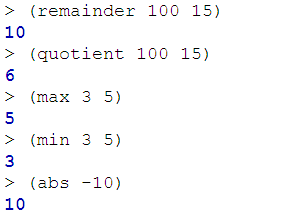 > (remainder 100 15)
10
> (quotient 100 15)
6
> (max 3 5)
5
> (min 3 5)
3
> (abs -10)
10